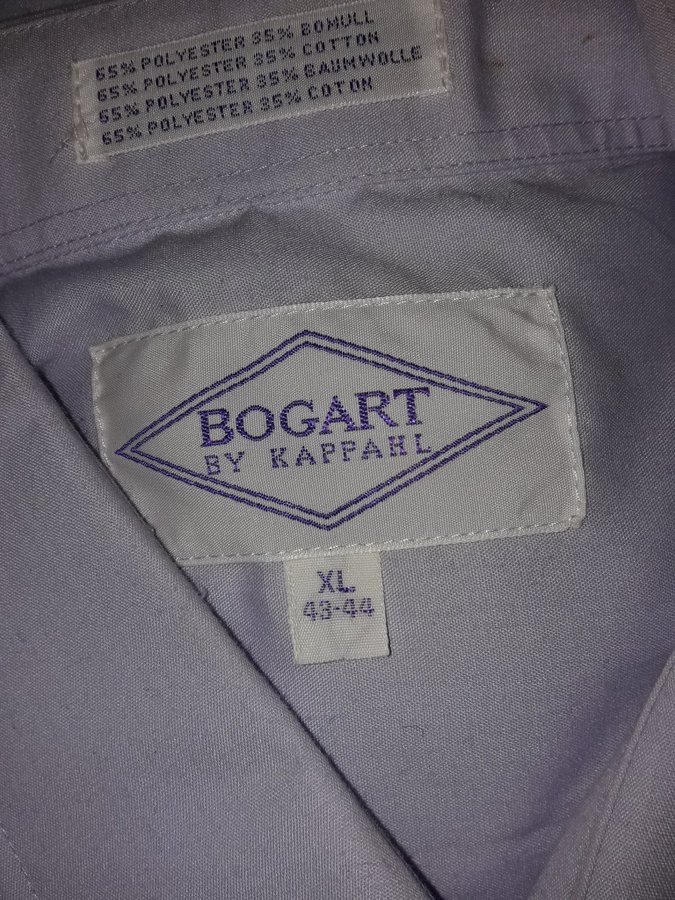 65% POLYESTER 35% BOMULL
65% POLYESTER 35% COTTON
65% POLYESTER 35% BAUMWOLLE
65% POLYESTER 35% COTON
BOGART
BY KAPPAHL
XL
43-44